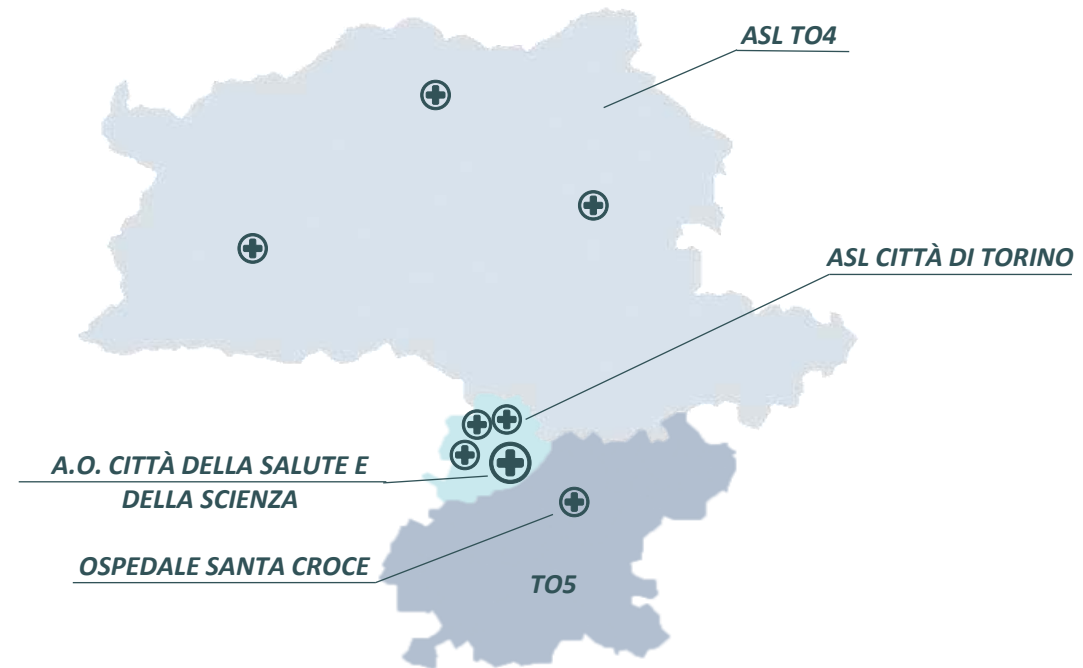 ASL TO4
ASL CITTÀ DI TORINO
A.O. CITTÀ DELLA SALUTE E
DELLA SCIENZA
OSPEDALE SANTA CROCE
TO5